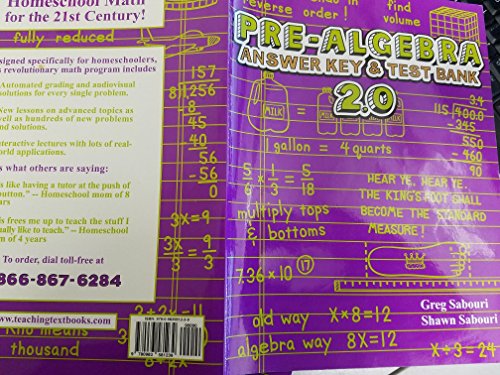 Homeschool Math
for the 21st Century!
fully reduced
signed specifically for homeschoolers,
s revolutionary math program includes
Automated grading and audiovisual
solutions for every single problem.
New lessons on advanced topics as
well as hundreds of new problems
and solutions.
nteractive lectures with lots of real-
world applications.
s what others are saying:
s like having a tutor at the push of
button." -- Homeschool mom of 8
ears
is frees me up to teach the stuff I
ually like to teach." -- Homeschool
m of 4 years
To order, dial toll-free at
866-867-6284
www.teachingtextbooks.com
means
thousand
157
8 1,256
-8
45
-40
56
-56
0
3X=9
3X = 9
3 3
reverse order!
find
volume
PRE-ALGEBRA
ANSWER KEY & TEST BANK
2.0
MILK
1 gallon = 4 quarts
3.4
115 400.0
-345
550
-460
90
5 × 1 = 5
6 3 18
multiply tops
& bottoms
HEAR YE, HEAR YE,
THE KING'S FOOT SHALL
BECOME THE STANDARD
MEASURE!
7.36 × 10 17
Greg Sabouri
Shawn Sabouri
old way X×8=12
algebra way 8X=12
X÷3=24